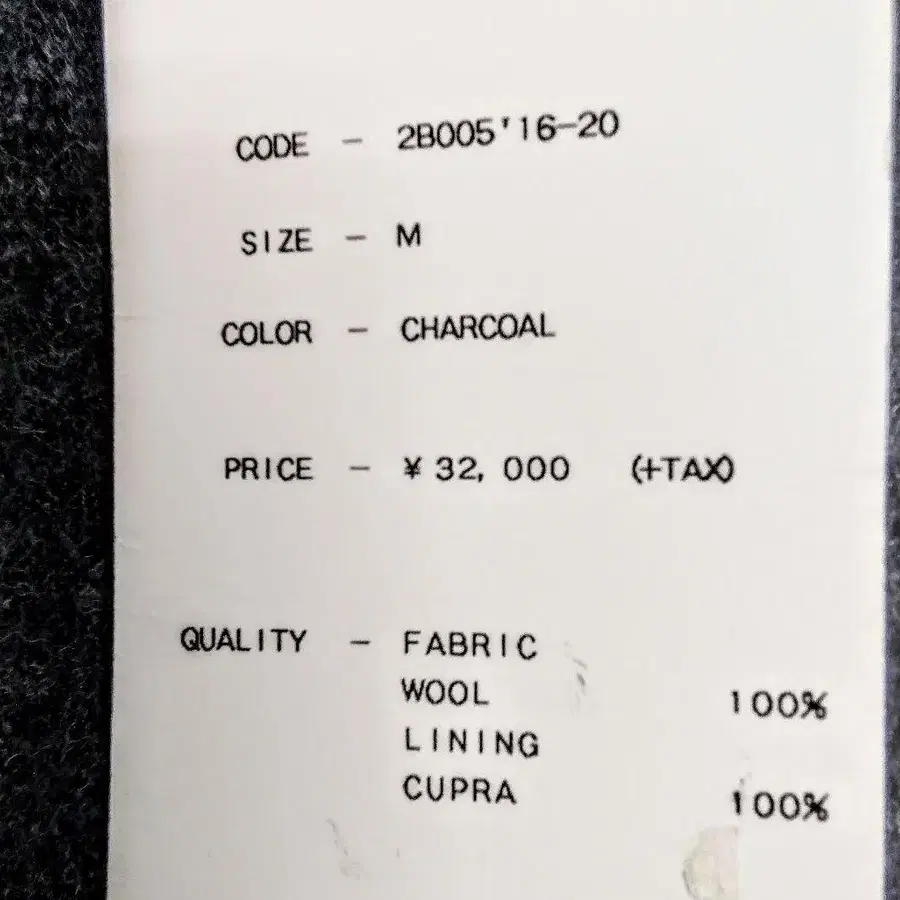 CODE - 2B005'16-20
SIZE - M
COLOR - CHARCOAL
PRICE - ¥ 32, 000 (+TAX)
QUALITY - FABRIC
WOOL 100%
LINING
CUPRA 100%